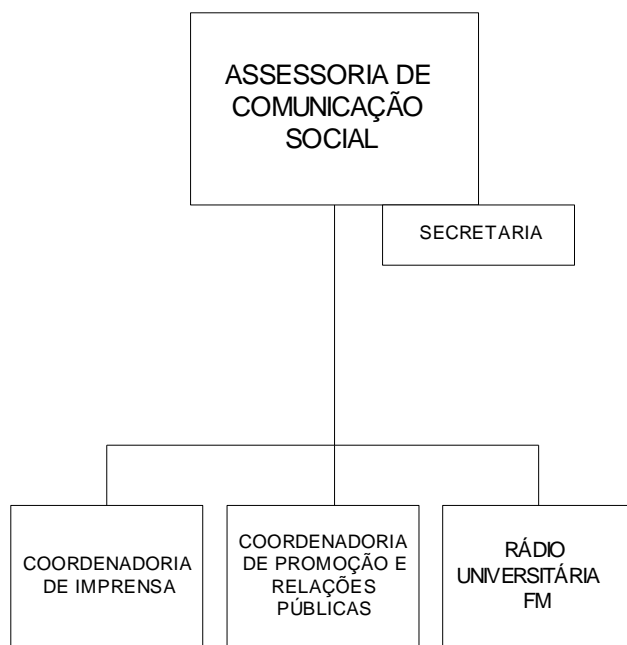 ASSESSORIA DE
COMUNICAÇÃO
SOCIAL
SECRETARIA
COORDENADORIA
DE IMPRENSA
COORDENADORIA
DE PROMOÇÃO E
RELAÇÕES
PÚBLICAS
RÁDIO
UNIVERSITÁRIA
FM